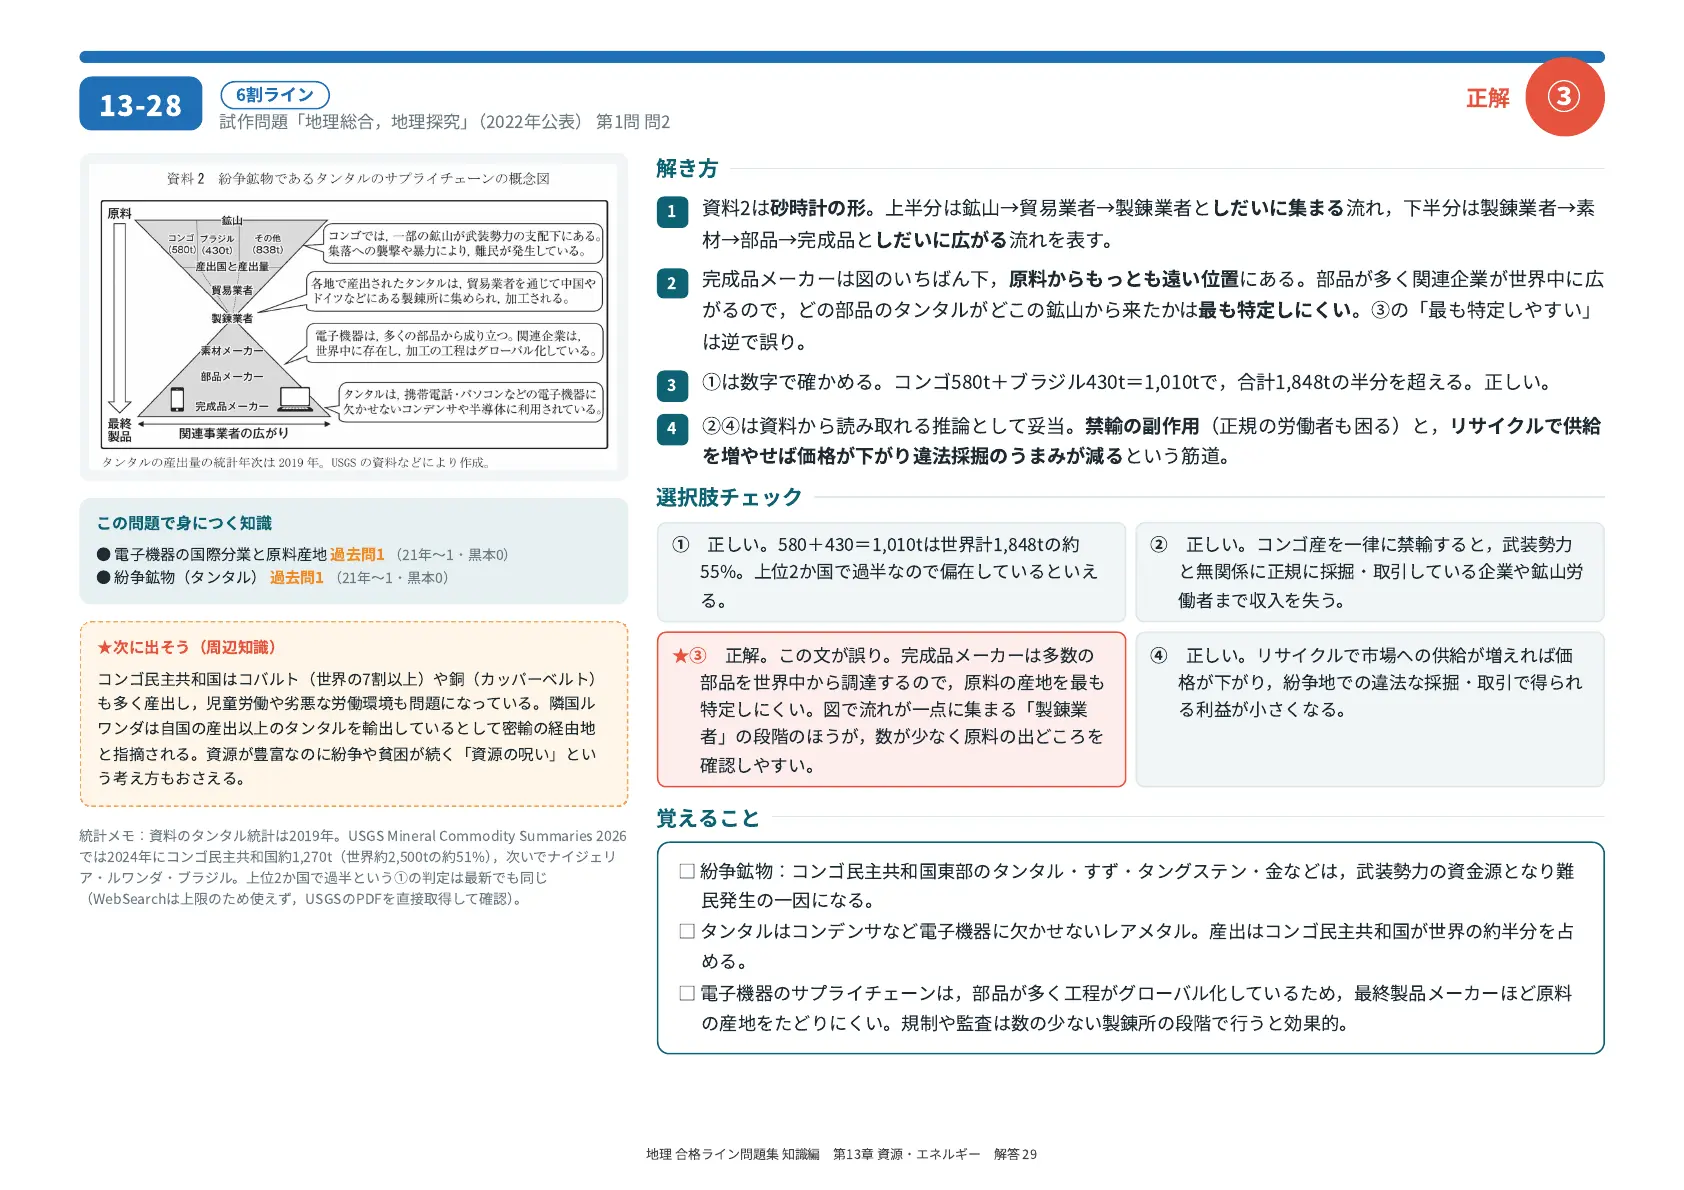 13-28
6割ライン
試作問題「地理総合，地理探究」（2022年公表） 第1問 問2
正解 ③
資料2 紛争鉱物であるタンタルのサプライチェーンの概念図
原料
鉱山
コンゴ (580t)
ブラジル (430t)
その他 (838t)
産出国と産出量
貿易業者
製錬業者
素材メーカー
部品メーカー
完成品メーカー
最終製品
関連事業者の広がり
コンゴでは，一部の鉱山が武装勢力の支配下にある。
集落への襲撃や暴力により，難民が発生している。
各地で産出されたタンタルは，貿易業者を通じて中国や
ドイツなどにある製錬所に集められ，加工される。
電子機器は，多くの部品から成り立つ。関連企業は，
世界中に存在し，加工の工程はグローバル化している。
タンタルは，携帯電話・パソコンなどの電子機器に
欠かせないコンデンサや半導体に利用されている。
タンタルの産出量の統計年次は2019年。USGSの資料などにより作成。
この問題で身につく知識
●電子機器の国際分業と原料産地 過去問1（21年～1・黒本0）
●紛争鉱物（タンタル） 過去問1（21年～1・黒本0）
★次に出そう（周辺知識）
コンゴ民主共和国はコバルト（世界の7割以上）や銅（カッパーベルト）
も多く産出し，児童労働や劣悪な労働環境も問題になっている。隣国ル
ワンダは自国の産出以上のタンタルを輸出しているとして密輸の経由地
と指摘される。資源が豊富なのに紛争や貧困が続く「資源の呪い」とい
う考え方もおさえる。
統計メモ：資料のタンタル統計は2019年。USGS Mineral Commodity Summaries 2026
では2024年にコンゴ民主共和国約1,270t（世界約2,500tの約51%），次いでナイジェリ
ア・ルワンダ・ブラジル。上位2か国で過半という①の判定は最新でも同じ
（WebSearchは上限のため使えず，USGSのPDFを直接取得して確認）。
解き方
1 資料2は砂時計の形。上半分は鉱山→貿易業者→製錬業者としだいに集まる流れ，下半分は製錬業者→素
材→部品→完成品としだいに広がる流れを表す。
2 完成品メーカーは図のいちばん下，原料からもっとも遠い位置にある。部品が多く関連企業が世界中に広
がるので，どの部品のタンタルがどこの鉱山から来たかは最も特定しにくい。③の「最も特定しやすい」
は逆で誤り。
3 ①は数字で確かめる。コンゴ580t＋ブラジル430t＝1,010tで，合計1,848tの半分を超える。正しい。
4 ②④は資料から読み取れる推論として妥当。禁輸の副作用（正規の労働者も困る）と，リサイクルで供給
を増やせば価格が下がり違法採掘のうまみが減るという筋道。
選択肢チェック
① 正しい。580＋430＝1,010tは世界計1,848tの約
55%。上位2か国で過半なので偏在しているといえ
る。
② 正しい。コンゴ産を一律に禁輸すると，武装勢力
と無関係に正規に採掘・取引している企業や鉱山労
働者まで収入を失う。
★③ 正解。この文が誤り。完成品メーカーは多数の
部品を世界中から調達するので，原料の産地を最も
特定しにくい。図で流れが一点に集まる「製錬業
者」の段階のほうが，数が少なく原料の出どころを
確認しやすい。
④ 正しい。リサイクルで市場への供給が増えれば価
格が下がり，紛争地での違法な採掘・取引で得られ
る利益が小さくなる。
覚えること
□ 紛争鉱物：コンゴ民主共和国東部のタンタル・すず・タングステン・金などは，武装勢力の資金源となり難
民発生の一因になる。
□ タンタルはコンデンサなど電子機器に欠かせないレアメタル。産出はコンゴ民主共和国が世界の約半分を占
める。
□ 電子機器のサプライチェーンは，部品が多く工程がグローバル化しているため，最終製品メーカーほど原料
の産地をたどりにくい。規制や監査は数の少ない製錬所の段階で行うと効果的。
地理 合格ライン問題集 知識編 第13章 資源・エネルギー 解答29